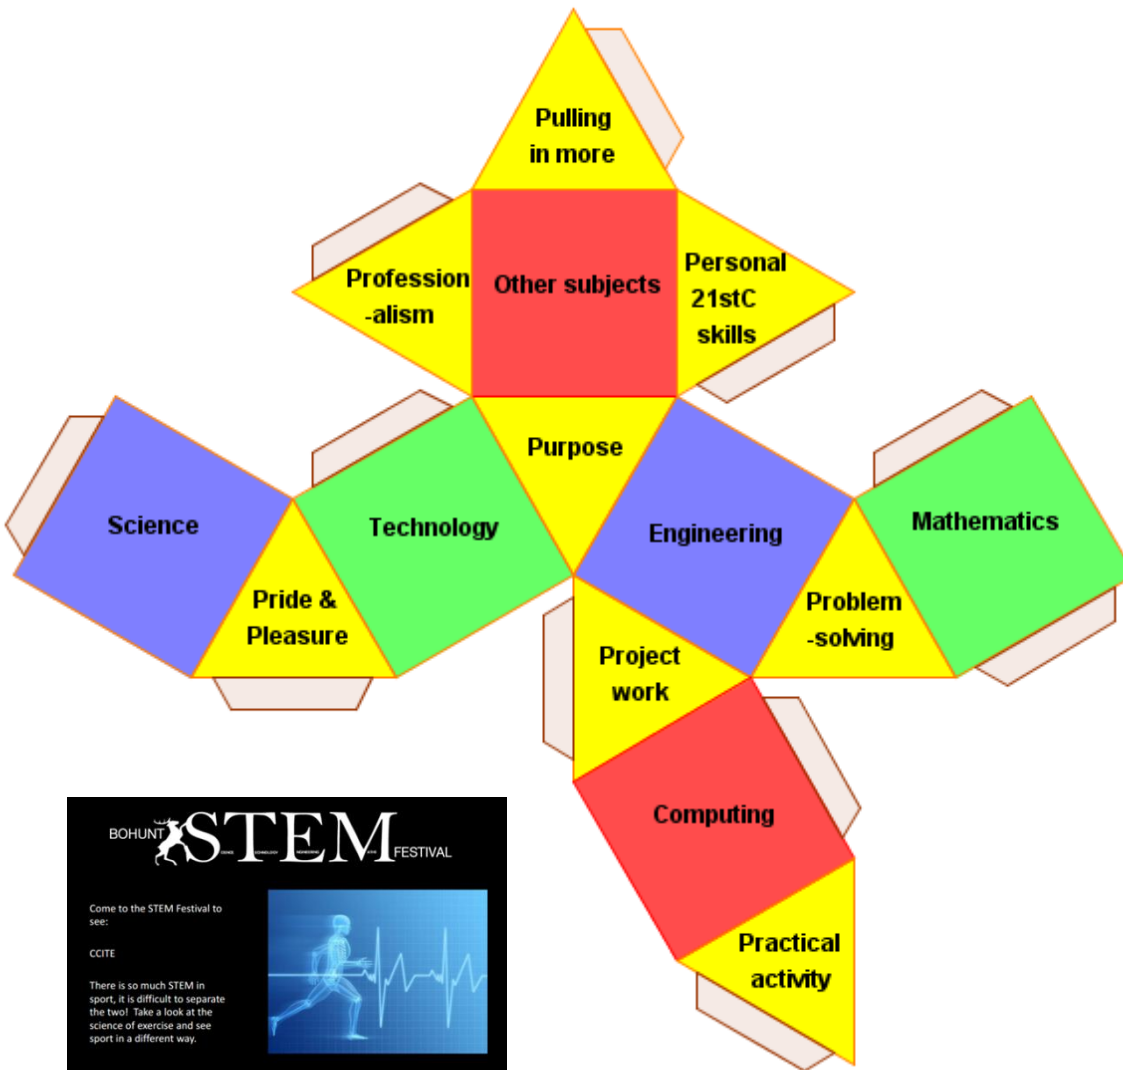 Pulling
in more
Profession
-alism
Other subjects
Personal
21stC
skills
Purpose
Science
Technology
Engineering
Mathematics
Pride &
Pleasure
Problem
-solving
Project
work
Computing
Practical
activity
BOHUNT STEM FESTIVAL
Come to the STEM Festival to
see:
CCITE
There is so much STEM in
sport, it is difficult to separate
the two! Take a look at the
science of exercise and see
sport in a different way.